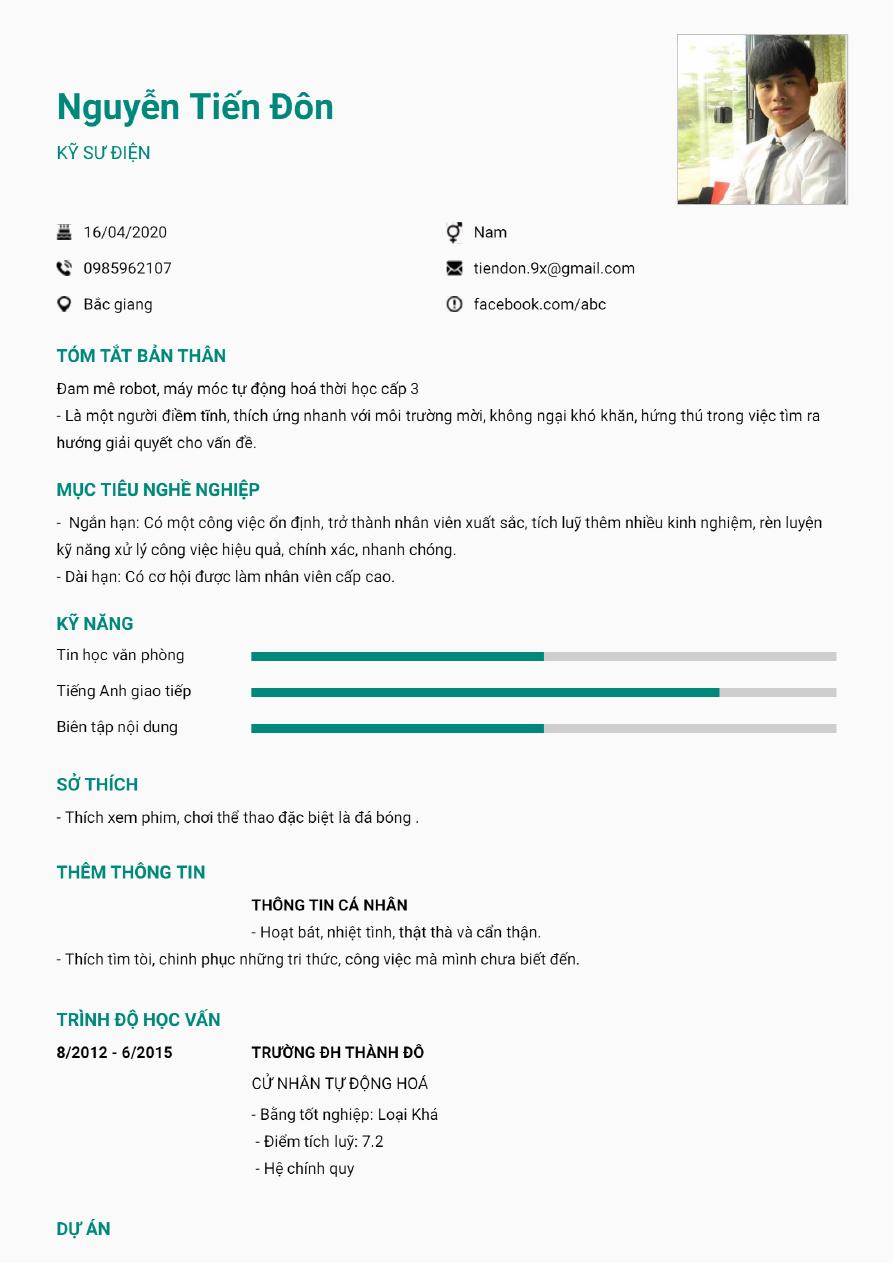 Nguyễn Tiến Đôn
KỸ SƯ ĐIỆN
16/04/2020
Nam
0985962107
tiendon.9x@gmail.com
Bắc giang
facebook.com/abc
TÓM TẮT BẢN THÂN
Đam mê robot, máy móc tự động hoá thời học cấp 3
- Là một người điềm tĩnh, thích ứng nhanh với môi trường mời, không ngại khó khăn, hứng thú trong việc tìm ra
hướng giải quyết cho vấn đề.
MỤC TIÊU NGHỀ NGHIỆP
- Ngắn hạn: Có một công việc ổn định, trở thành nhân viên xuất sắc, tích luỹ thêm nhiều kinh nghiệm, rèn luyện
kỹ năng xử lý công việc hiệu quả, chính xác, nhanh chóng.
- Dài hạn: Có cơ hội được làm nhân viên cấp cao.
KỸ NĂNG
Tin học văn phòng
Tiếng Anh giao tiếp
Biên tập nội dung
SỞ THÍCH
- Thích xem phim, chơi thể thao đặc biệt là đá bóng .
THÊM THÔNG TIN
THÔNG TIN CÁ NHÂN
- Hoạt bát, nhiệt tình, thật thà và cẩn thận.
- Thích tìm tòi, chinh phục những tri thức, công việc mà mình chưa biết đến.
TRÌNH ĐỘ HỌC VẤN
8/2012 - 6/2015 TRƯỜNG ĐH THÀNH ĐÔ
CỬ NHÂN TỰ ĐỘNG HOÁ
- Bằng tốt nghiệp: Loại Khá
- Điểm tích luỹ: 7.2
- Hệ chính quy
DỰ ÁN